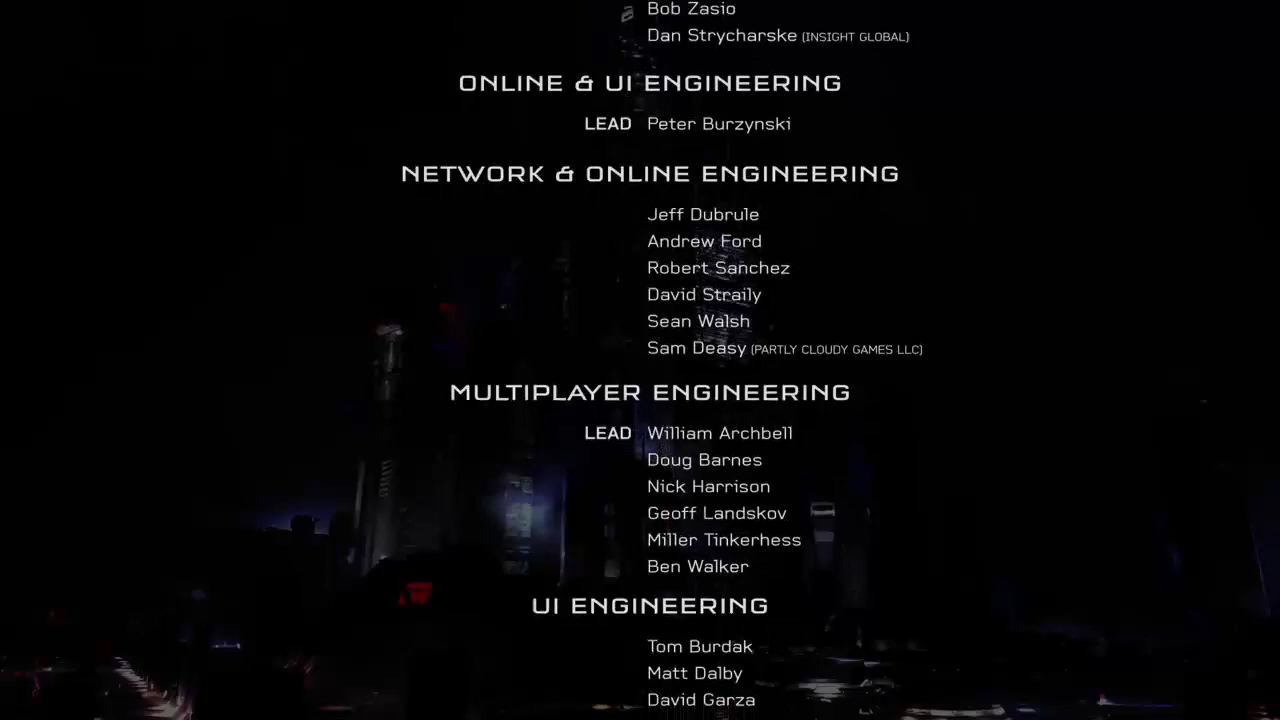 Bob Zasio
Dan Strycharske (INSIGHT GLOBAL)
ONLINE & UI ENGINEERING
LEAD Peter Burzynski
NETWORK & ONLINE ENGINEERING
Jeff Dubrule
Andrew Ford
Robert Sanchez
David Straily
Sean Walsh
Sam Deasy (PARTLY CLOUDY GAMES LLC)
MULTIPLAYER ENGINEERING
LEAD William Archbell
Doug Barnes
Nick Harrison
Geoff Landskov
Miller Tinkerhess
Ben Walker
UI ENGINEERING
Tom Burdak
Matt Dalby
David Garza